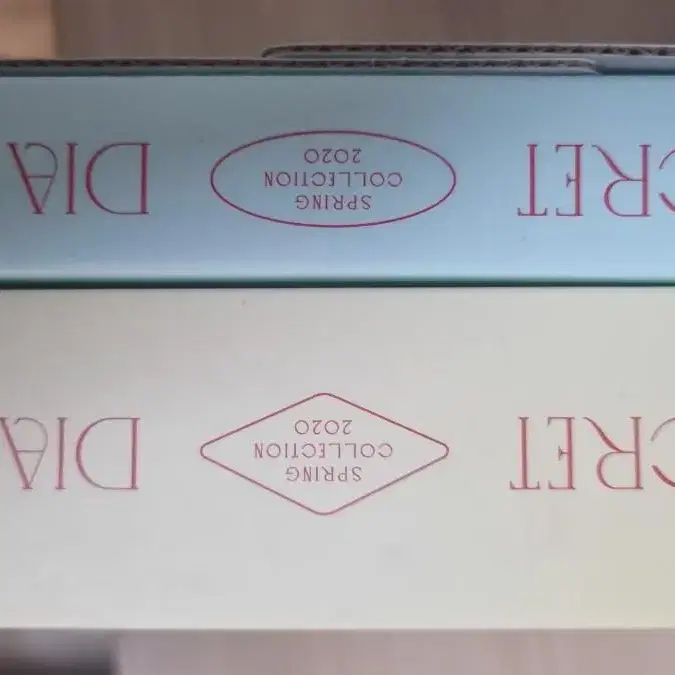 CRET
SPRING
COLLECTION
2020
DIA
CRET
SPRING
COLLECTION
2020
DIA